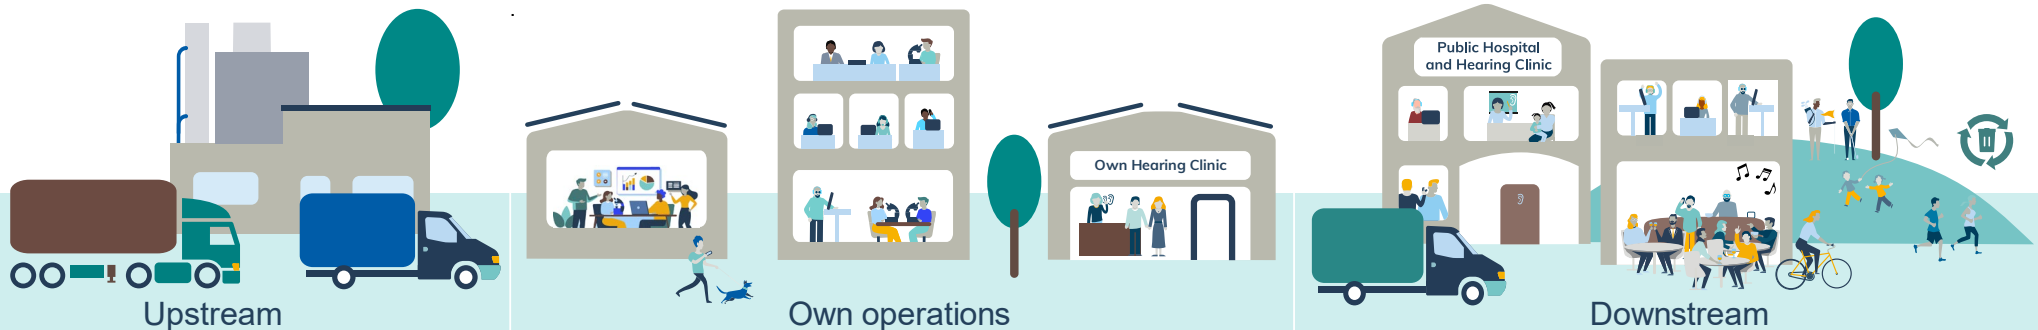 Public Hospital
and Hearing Clinic
Own Hearing Clinic
Upstream
Own operations
Downstream